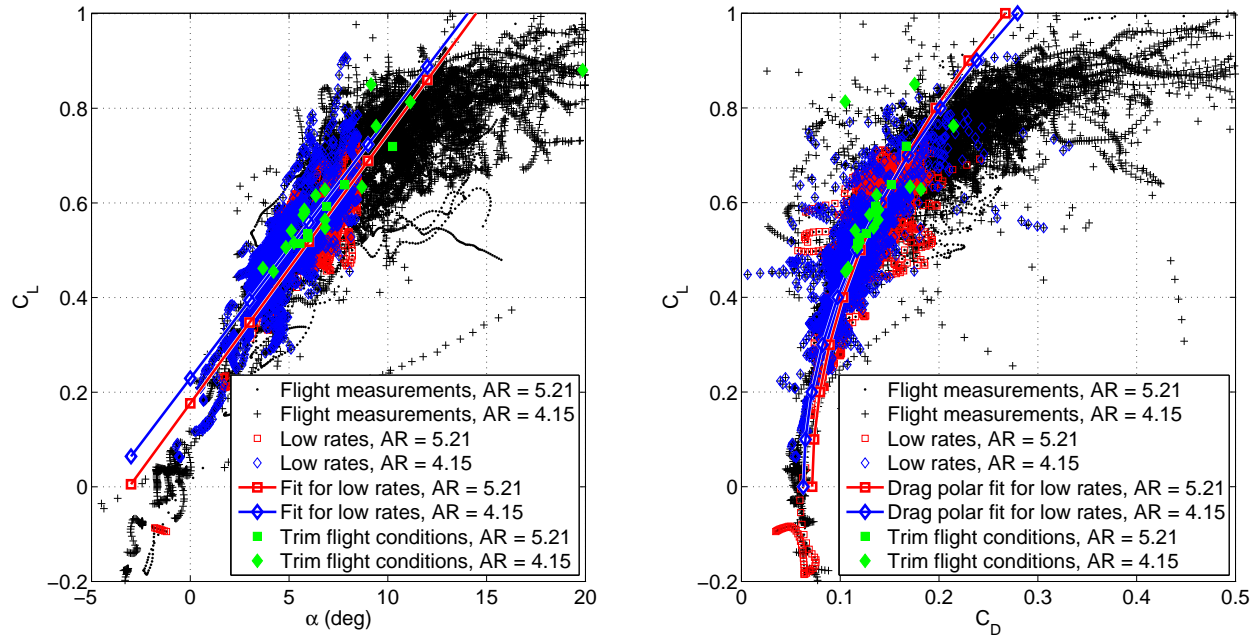 1
0.8
0.6
0.4
0.2
0
−0.2
C_L
−5
0
5
10
15
20
α (deg)
Flight measurements, AR = 5.21
Flight measurements, AR = 4.15
Low rates, AR = 5.21
Low rates, AR = 4.15
Fit for low rates, AR = 5.21
Fit for low rates, AR = 4.15
Trim flight conditions, AR = 5.21
Trim flight conditions, AR = 4.15
1
0.8
0.6
0.4
0.2
0
−0.2
C_L
0
0.1
0.2
0.3
0.4
0.5
C_D
Flight measurements, AR = 5.21
Flight measurements, AR = 4.15
Low rates, AR = 5.21
Low rates, AR = 4.15
Drag polar fit for low rates, AR = 5.21
Drag polar fit for low rates, AR = 4.15
Trim flight conditions, AR = 5.21
Trim flight conditions, AR = 4.15